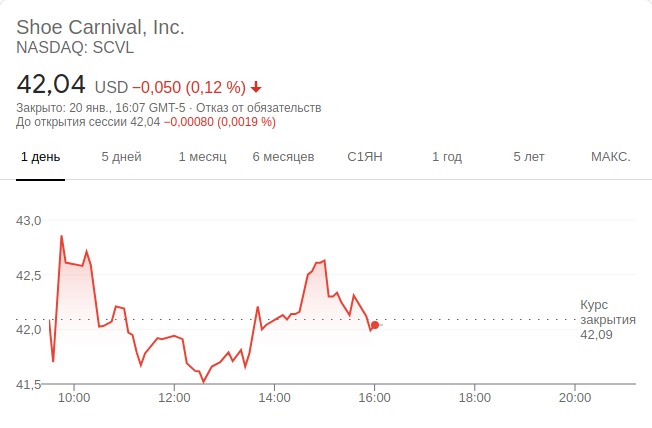 Shoe Carnival, Inc.
NASDAQ: SCVL
42,04 USD −0,050 (0,12 %)
Закрыто: 20 янв., 16:07 GMT-5 · Отказ от обязательств
До открытия сессии 42,04 −0,00080 (0,0019 %)
1 день 5 дней 1 месяц 6 месяцев С1ЯН 1 год 5 лет МАКС.
43,0
42,5
Курс
закрытия
42,09
42,0
41,5
10:00 12:00 14:00 16:00 18:00 20:00